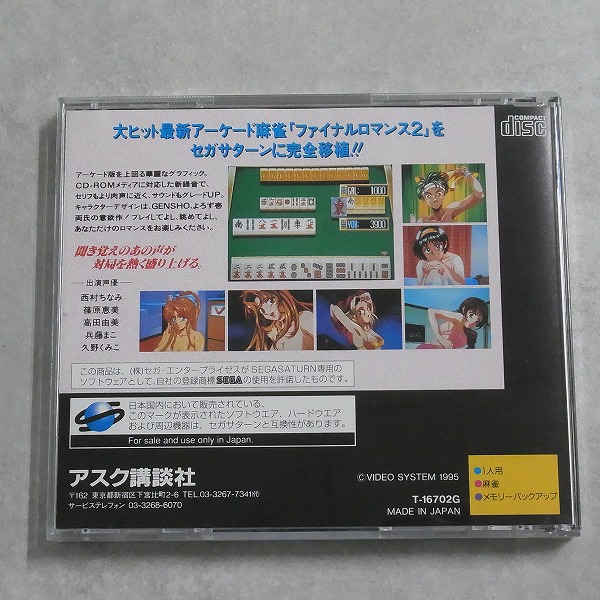 大ヒット最新アーケード麻雀「ファイナルロマンス2」を
セガサターンに完全移植!!
COMPACT
disc
アーケード版を上回る華麗なグラフィック。
CD-ROMメディアに対応した新録音で、
セリフもより肉声に近く、サウンドもグレードUP。
キャラクターデザインは、GENSHO、よろず壱
両氏の意欲作!プレイしてよし、眺めてよし、
あなただけのロマンスをお楽しみください。
聞き覚えのあの声が
対局を熱く盛り上げる。
出演声優
西村ちなみ
篠原恵美
高田由美
兵藤まこ
久野くみこ
1000
東
3900
この商品は、(株)セガ・エンタープライゼスがSEGASATURN専用の
ソフトウェアとして、自社の登録商標SEGAの使用を許諾したものです。
日本国内において販売されている、
このマークが表示されたソフトウエア、ハードウエア
および周辺機器は、セガサターンと互換性があります。
For sale and use only in Japan.
アスク講談社
〒162 東京都新宿区下宮比町2-6 TEL.03-3267-7341㈹
サービステレフォン 03-3268-6070
©VIDEO SYSTEM 1995
T-16702G
MADE IN JAPAN
1人用
麻雀
メモリーバックアップ